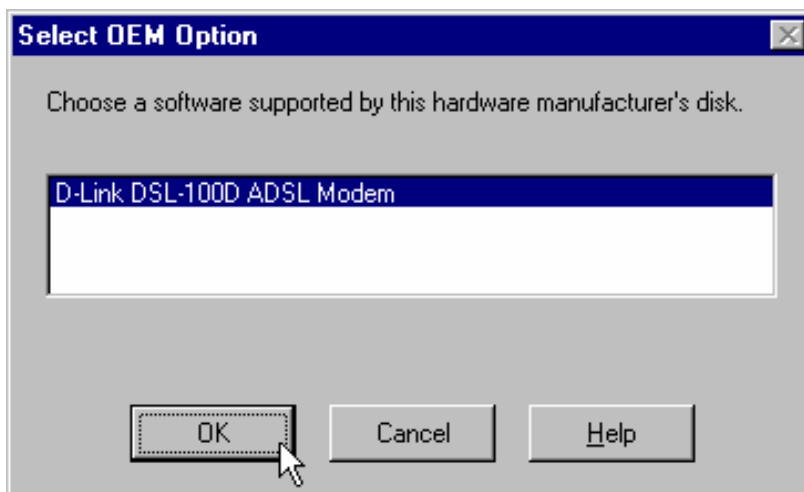 Select OEM Option
Choose a software supported by this hardware manufacturer's disk.
D-Link DSL-100D ADSL Modem
OK Cancel Help